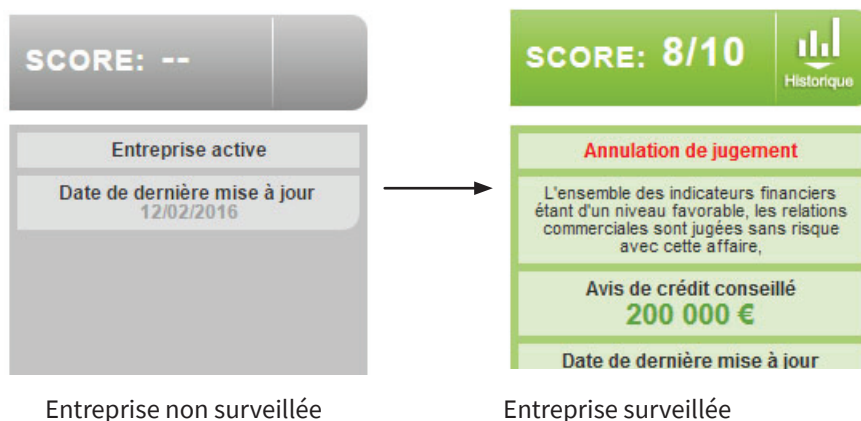 SCORE: --
Entreprise active
Date de dernière mise à jour
12/02/2016
Entreprise non surveillée
SCORE: 8/10
Historique
Annulation de jugement
L'ensemble des indicateurs financiers
étant d'un niveau favorable, les relations
commerciales sont jugées sans risque
avec cette affaire,
Avis de crédit conseillé
200 000 €
Date de dernière mise à jour
Entreprise surveillée